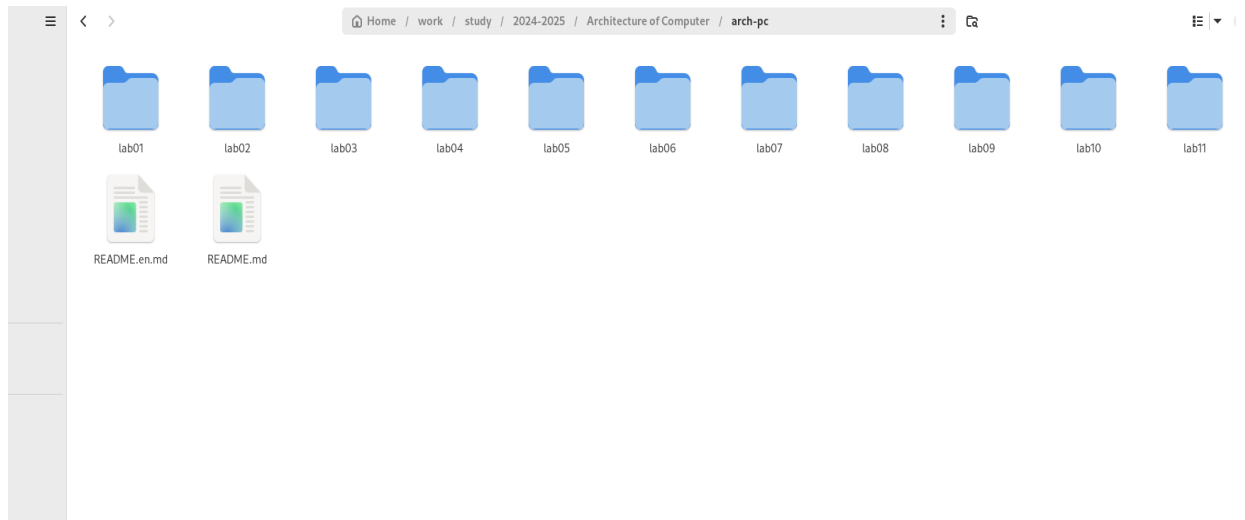 Home / work / study / 2024-2025 / Architecture of Computer / arch-pc
lab01 lab02 lab03 lab04 lab05 lab06 lab07 lab08 lab09 lab10 lab11
README.en.md README.md